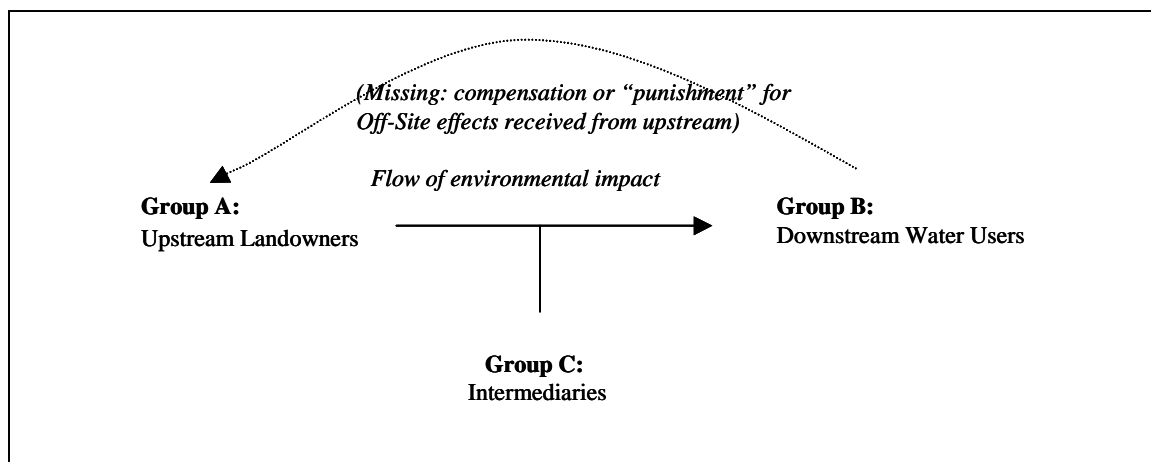 (Missing: compensation or “punishment” for
Off-Site effects received from upstream)
Flow of environmental impact
Group A:
Upstream Landowners
Group B:
Downstream Water Users
Group C:
Intermediaries